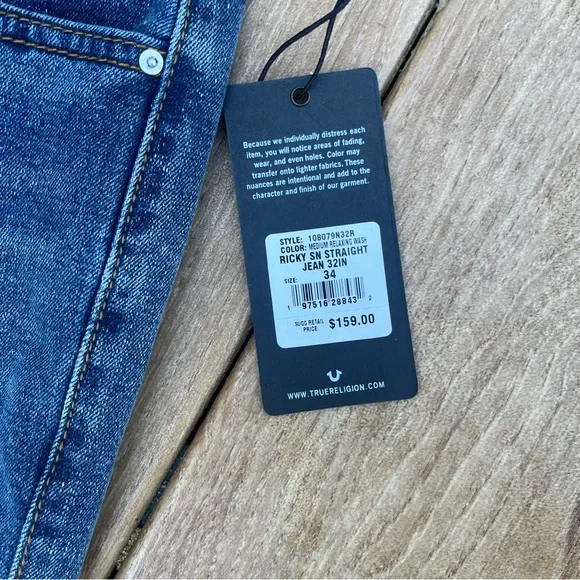 Because we individually distress each
item, you will notice areas of fading,
wear, and even holes. Color may
transfer onto lighter fabrics. These
nuances are intentional and add to the
character and finish of our garment.
STYLE: 108079N32R
COLOR: MEDIUM RELAXING WASH
RICKY SN STRAIGHT
JEAN 32IN
SIZE: 34
1 97516 28843 2
SUGG RETAIL
PRICE $159.00
WWW.TRUERELIGION.COM